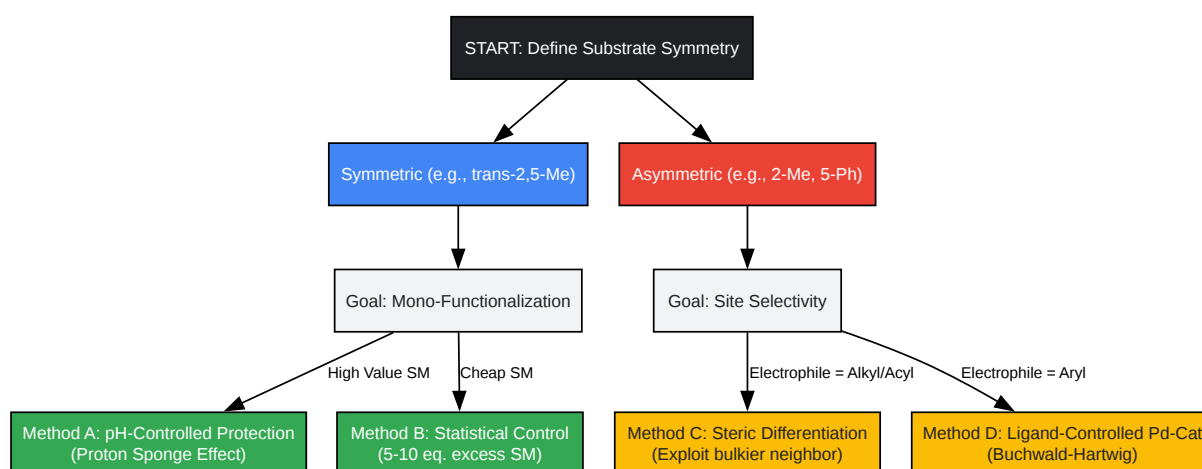 START: Define Substrate Symmetry
Symmetric (e.g., trans-2,5-Me)
Asymmetric (e.g., 2-Me, 5-Ph)
Goal: Mono-Functionalization
Goal: Site Selectivity
High Value SM
Cheap SM
Electrophile = Alkyl/Acyl
Electrophile = Aryl
Method A: pH-Controlled Protection
(Proton Sponge Effect)
Method B: Statistical Control
(5-10 eq. excess SM)
Method C: Steric Differentiation
(Exploit bulkier neighbor)
Method D: Ligand-Controlled Pd-Cat
(Buchwald-Hartwig)